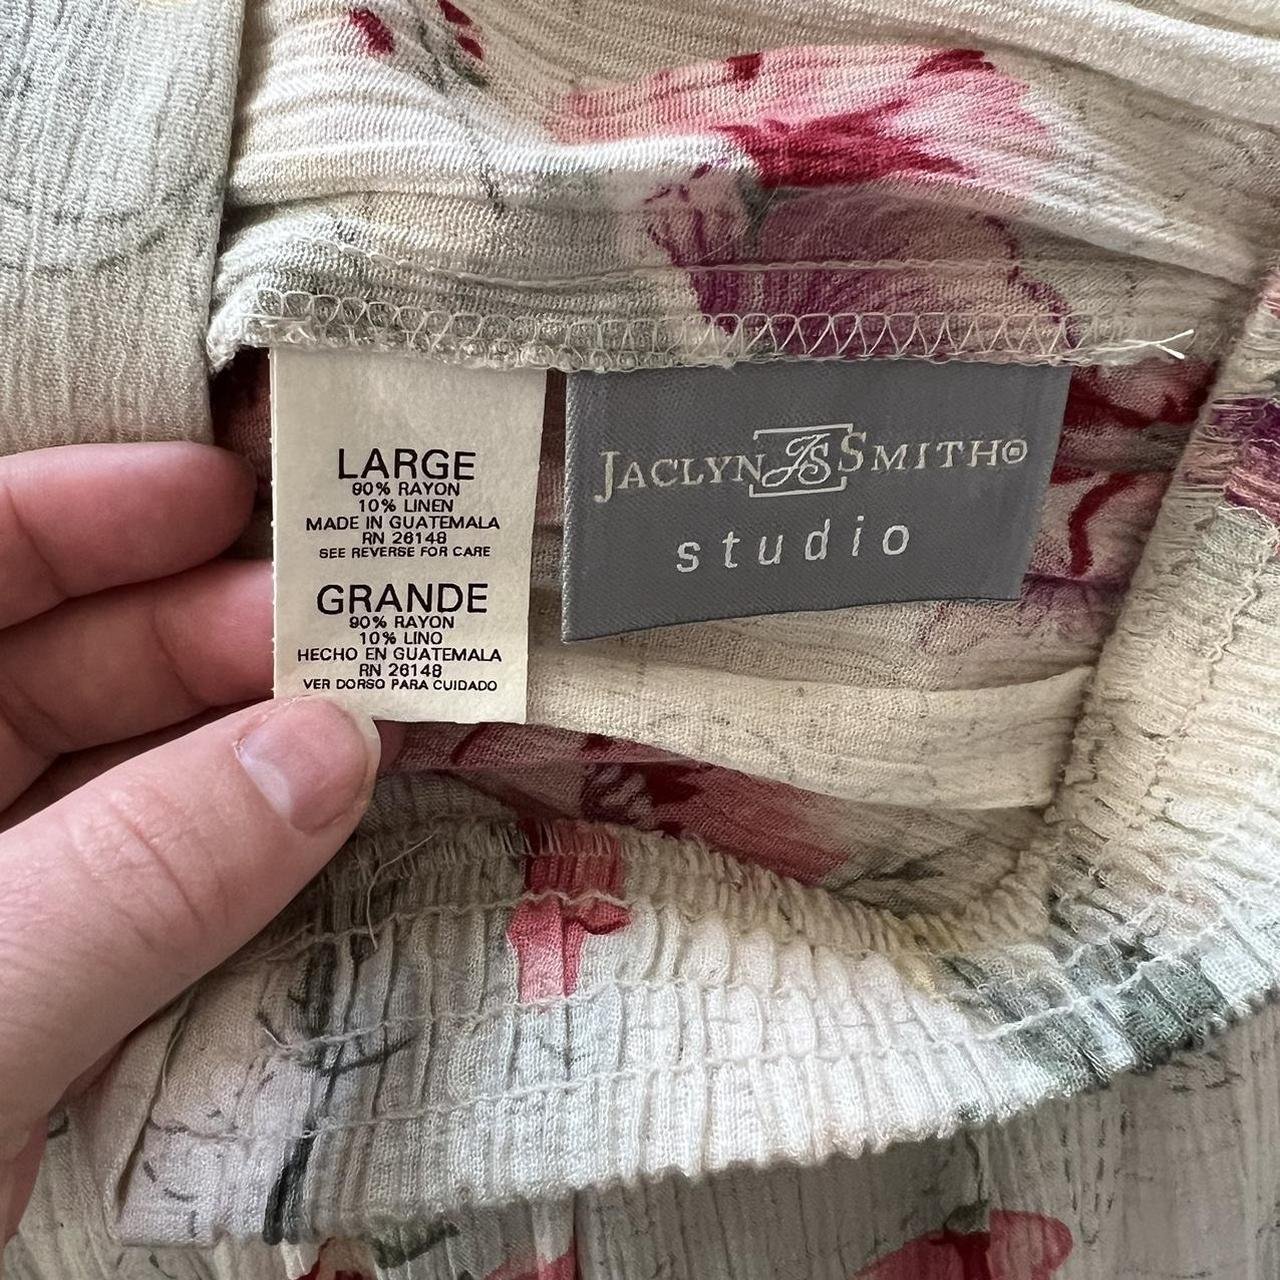 LARGE
90% RAYON
10% LINEN
MADE IN GUATEMALA
RN 26148
SEE REVERSE FOR CARE
GRANDE
90% RAYON
10% LINO
HECHO EN GUATEMALA
RN 26148
VER DORSO PARA CUIDADO
JACLYN JS SMITH®
studio